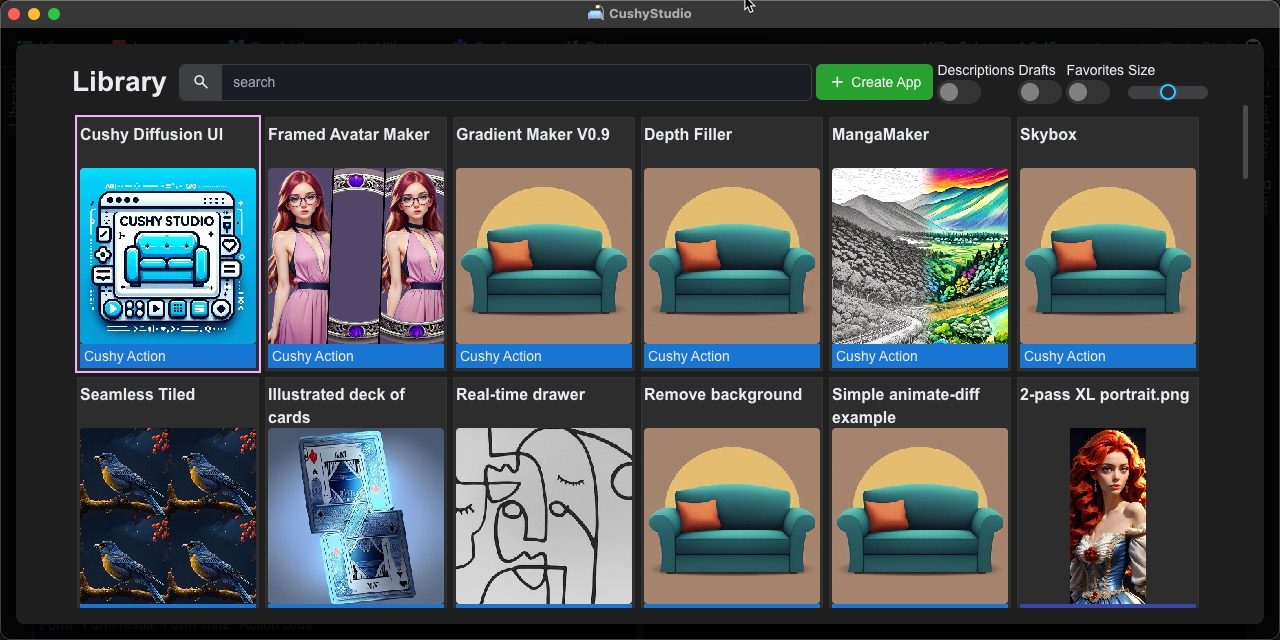 CushyStudio
Library
search
+ Create App
Descriptions
Drafts
Favorites
Size
Cushy Diffusion UI
Framed Avatar Maker
Gradient Maker V0.9
Depth Filler
MangaMaker
Skybox
CUSHY STUDIO
Cushy Action
Cushy Action
Cushy Action
Cushy Action
Cushy Action
Cushy Action
Seamless Tiled
Illustrated deck of
cards
Real-time drawer
Remove background
Simple animate-diff
example
2-pass XL portrait.png